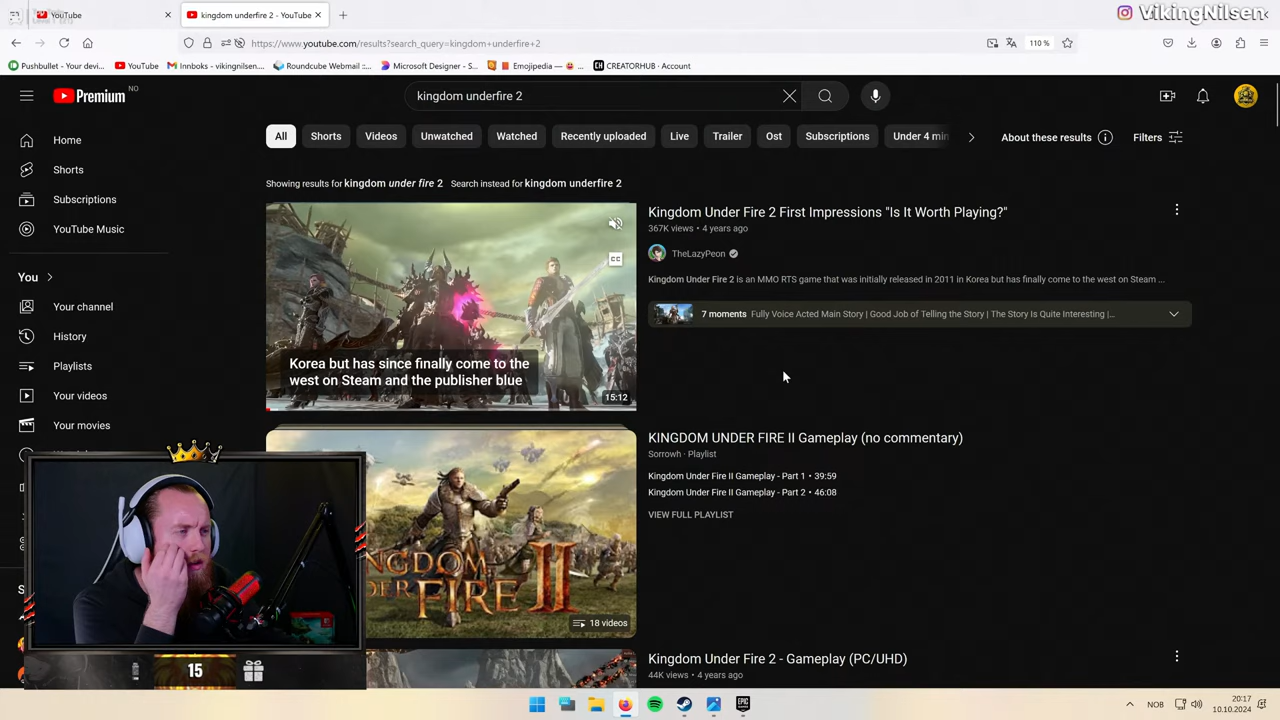 YouTube
kingdom underfire 2 - YouTube
VikingNilsen
https://www.youtube.com/results?search_query=kingdom+underfire+2
110 %
Pushbullet - Your devi...
YouTube
Innboks - vikingnilsen....
Roundcube Webmail ::...
Microsoft Designer - S...
Emojipedia — 😃 ...
CREATORHUB · Account
Premium
NO
kingdom underfire 2
All
Shorts
Videos
Unwatched
Watched
Recently uploaded
Live
Trailer
Ost
Subscriptions
Under 4 min
About these results
Filters
Home
Shorts
Subscriptions
YouTube Music
You
Your channel
History
Playlists
Your videos
Your movies
Showing results for kingdom under fire 2 Search instead for kingdom underfire 2
CC
Korea but has since finally come to the
west on Steam and the publisher blue
15:12
Kingdom Under Fire 2 First Impressions "Is It Worth Playing?"
367K views • 4 years ago
TheLazyPeon
Kingdom Under Fire 2 is an MMO RTS game that was initially released in 2011 in Korea but has finally come to the west on Steam ...
7 moments Fully Voice Acted Main Story | Good Job of Telling the Story | The Story Is Quite Interesting |...
KINGDOM UNDER FIRE II Gameplay (no commentary)
Sorrowh · Playlist
Kingdom Under Fire II Gameplay - Part 1 • 39:59
Kingdom Under Fire II Gameplay - Part 2 • 46:08
VIEW FULL PLAYLIST
18 videos
Kingdom Under Fire 2 - Gameplay (PC/UHD)
44K views • 4 years ago
15
NOB
20:17
10.10.2024